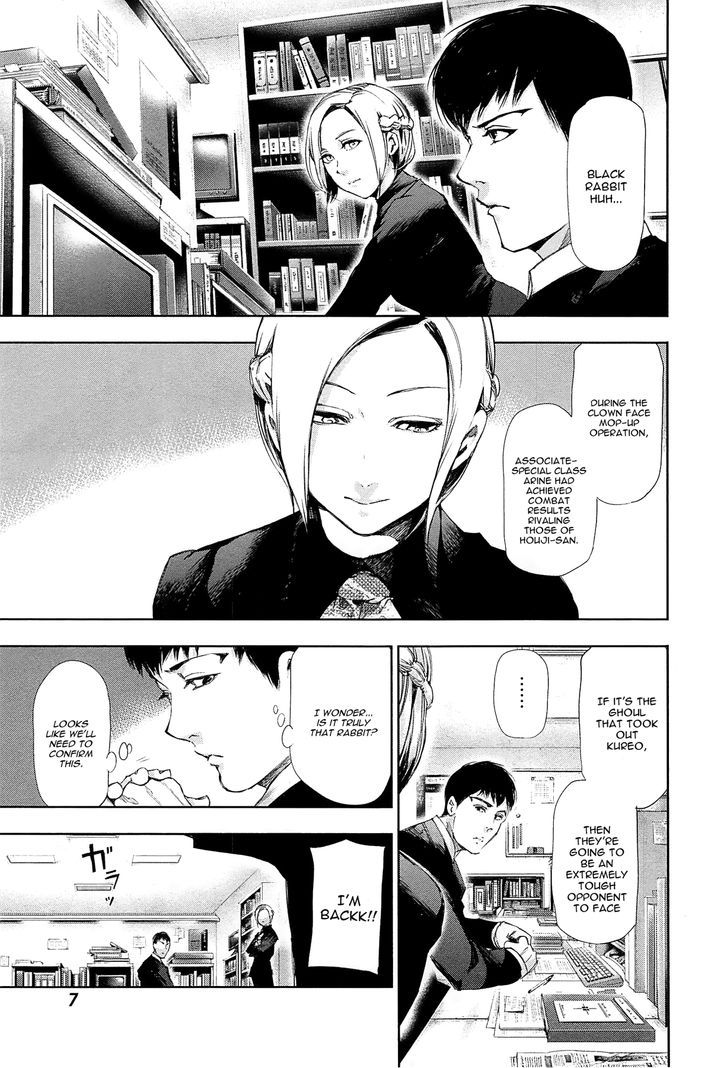 BLACK
RABBIT
HUH...
DURING THE
CLOWN FACE
MOP-UP
OPERATION,
ASSOCIATE-
SPECIAL CLASS
ARINE HAD
ACHIEVED
COMBAT
RESULTS
RIVALING
THOSE OF
HOUJI-SAN.
IF IT'S THE
GHOUL
THAT TOOK
OUT
KUREO,
......
THEN
THEY'RE
GOING TO
BE AN
EXTREMELY
TOUGH
OPPONENT
TO FACE
I WONDER...
IS IT TRULY
THAT RABBIT?
LOOKS
LIKE WE'LL
NEED TO
CONFIRM
THIS.
I'M
BACKK!!
ガラッ
7